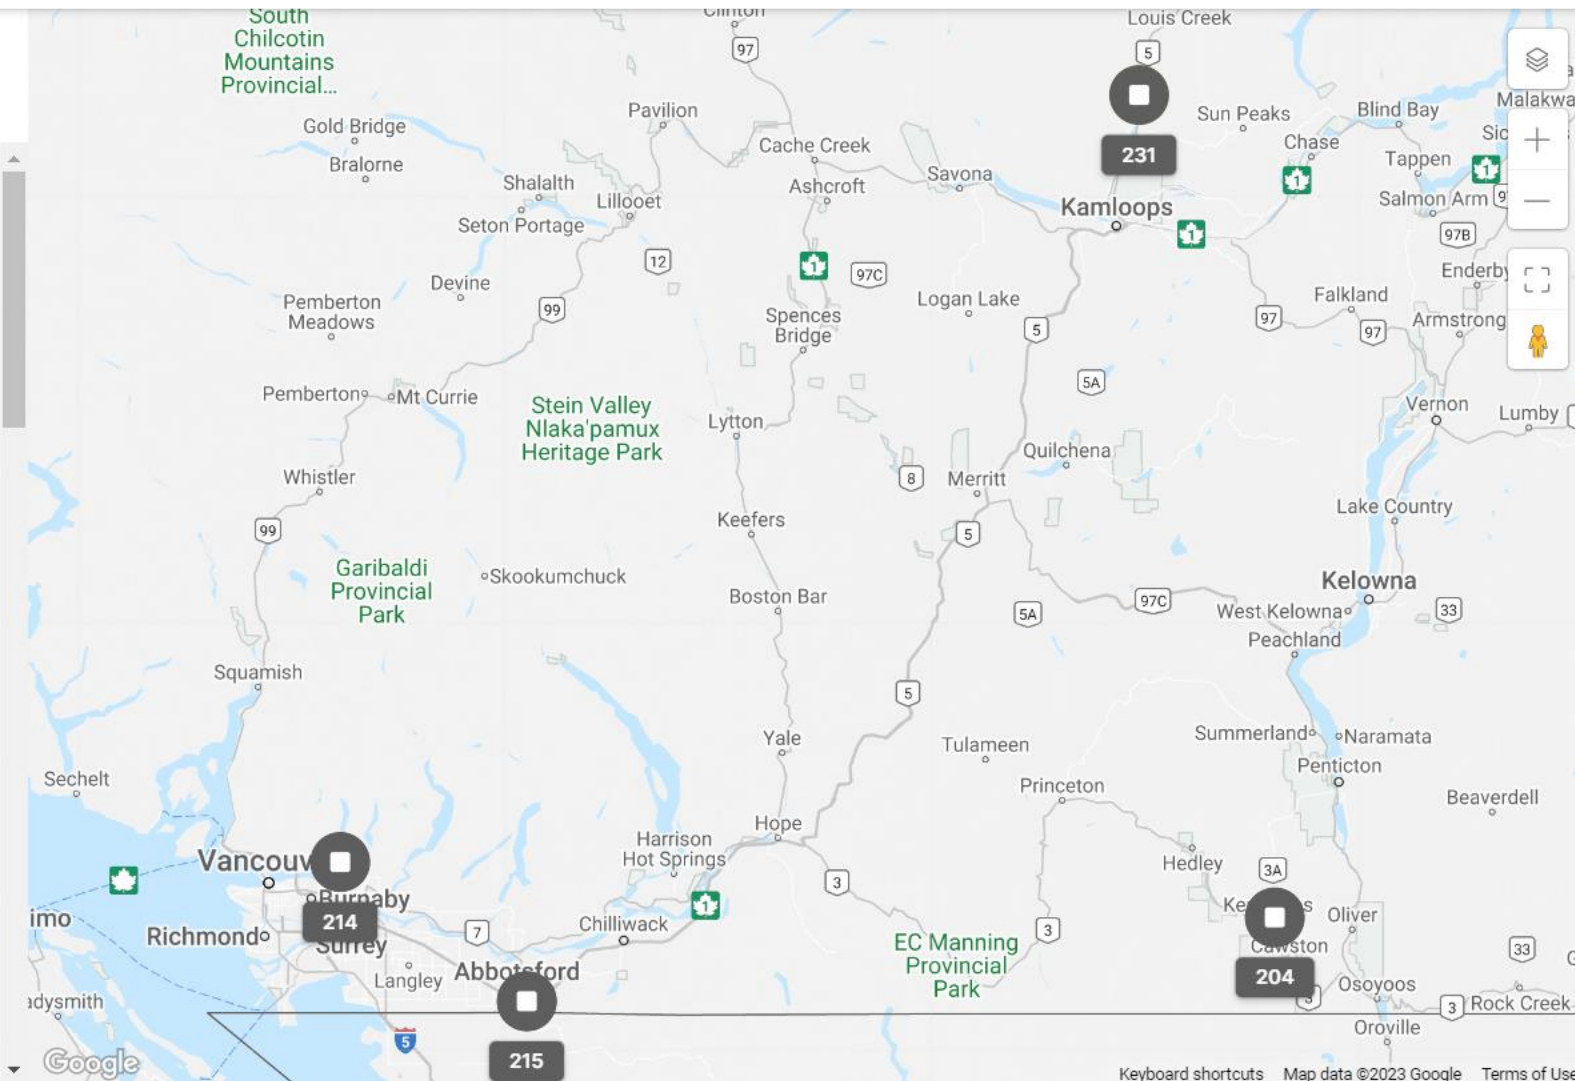 South
Chilcotin
Mountains
Provincial...
Clinton
97
Louis Creek
5
Malakwa
Gold Bridge
Bralorne
Pavilion
Cache Creek
231
Sun Peaks
Blind Bay
Chase
Tappen
1
1
Salmon Arm
97B
Shalalth
Seton Portage
Lillooet
Ashcroft
Savona
Kamloops
1
12
1
97C
Devine
Pemberton
Meadows
99
Spences
Bridge
Logan Lake
5
97
Falkland
97
Enderby
Armstrong
Pemberton
Mt Currie
Stein Valley
Nlaka'pamux
Heritage Park
Lytton
5A
Vernon
Lumby
Whistler
8
Merritt
Quilchena
99
Keefers
5
Lake Country
Garibaldi
Provincial
Park
Skookumchuck
Boston Bar
5A
97C
Kelowna
West Kelowna
33
Peachland
Squamish
5
Yale
Tulameen
Summerland
Naramata
Penticton
Sechelt
Princeton
Beaverdell
Hope
Harrison
Hot Springs
Vancouv
Burnaby
214
Richmond
Surrey
7
Chilliwack
1
3
Hedley
3A
Cawston
204
Oliver
33
imo
Langley
Abbotsford
215
EC Manning
Provincial
Park
3
3
Osoyoos
3
Rock Creek
Oroville
adysmith
5
Google
Keyboard shortcuts
Map data ©2023 Google
Terms of Use